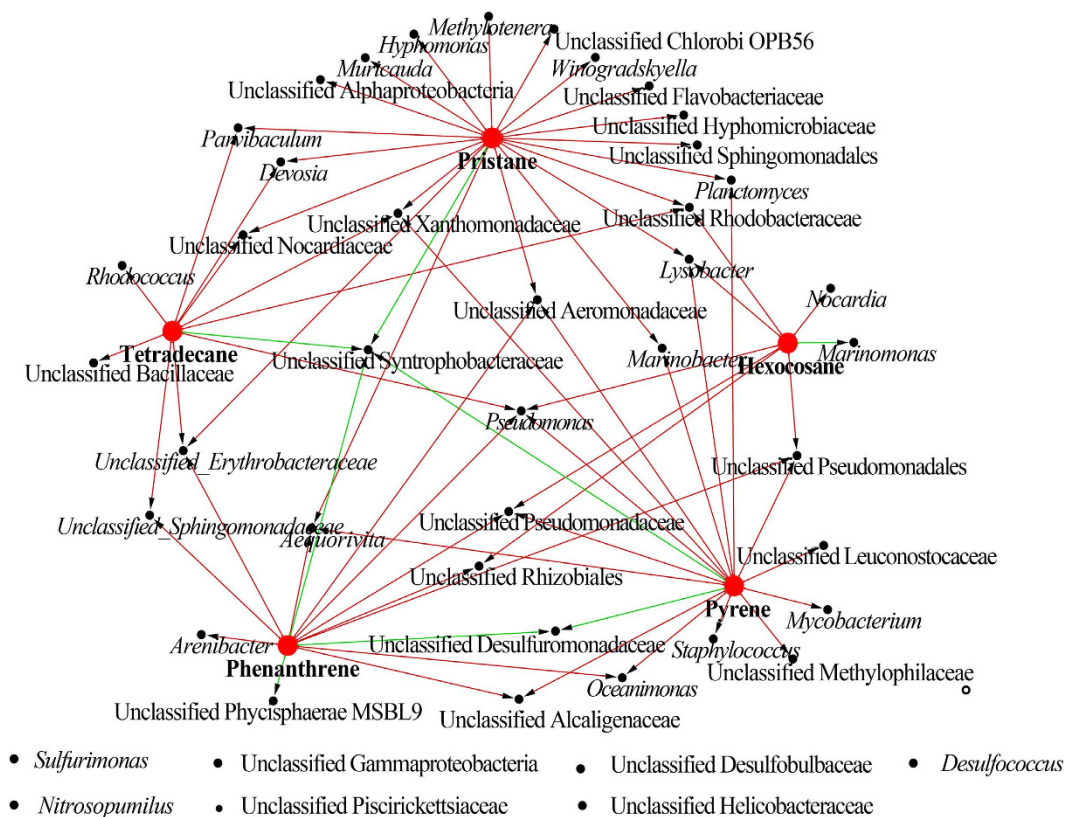 Methylotenera
Hyphomonas
Unclassified Chlorobi OPB56
Muricauda
Winogradskyella
Unclassified Alphaproteobacteria
Unclassified Flavobacteriaceae
Unclassified Hyphomicrobiaceae
Parvibaculum
Pristane
Unclassified Sphingomonadales
Devosia
Planctomyces
Unclassified Xanthomonadaceae
Unclassified Rhodobacteraceae
Unclassified Nocardiaceae
Rhodococcus
Lysobacter
Nocardia
Unclassified Aeromonadaceae
Tetradecane
Unclassified Syntrophobacteraceae
Marinobacter
Hexocosane
Marinomonas
Unclassified Bacillaceae
Pseudomonas
Unclassified_Erythrobacteraceae
Unclassified Pseudomonadales
Unclassified_Sphingomonadaceae
Unclassified Pseudomonadaceae
Aequorivita
Unclassified Leuconostocaceae
Unclassified Rhizobiales
Pyrene
Mycobacterium
Arenibacter
Unclassified Desulfuromonadaceae
Staphylococcus
Phenanthrene
Unclassified Methylophilaceae
Oceanimonas
Unclassified Phycisphaerae MSBL9
Unclassified Alcaligenaceae
Sulfurimonas
Unclassified Gammaproteobacteria
Unclassified Desulfobulbaceae
Desulfococcus
Nitrosopumilus
Unclassified Piscirickettsiaceae
Unclassified Helicobacteraceae